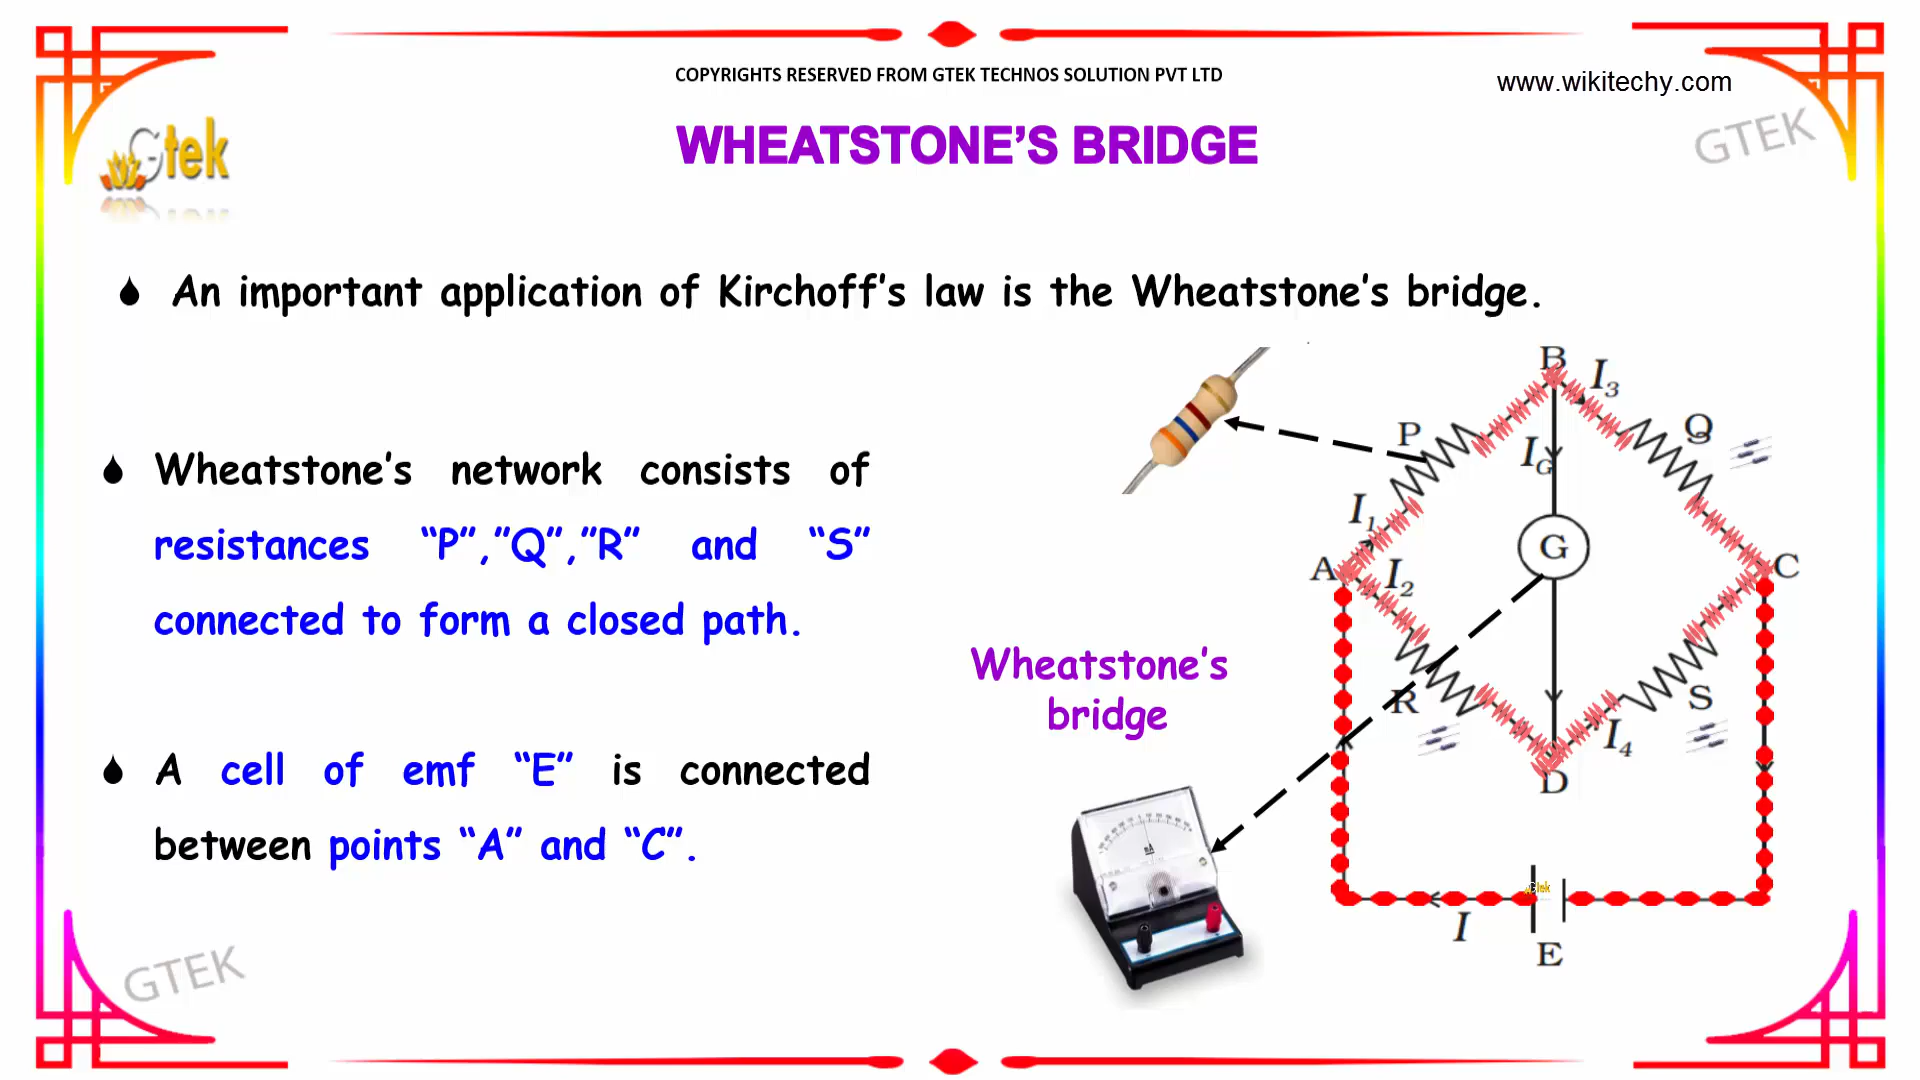 COPYRIGHTS RESERVED FROM GTEK TECHNOS SOLUTION PVT LTD
www.wikitechy.com
Gtek
GTEK
WHEATSTONE’S BRIDGE
An important application of Kirchoff’s law is the Wheatstone’s bridge.
Wheatstone’s network consists of
resistances “P”,”Q”,”R” and “S”
connected to form a closed path.
A cell of emf “E” is connected
between points “A” and “C”.
Wheatstone’s
bridge
B
I3
P
Q
IG
I1
G
A
I2
C
R
S
I4
D
Gtek
I
E
GTEK